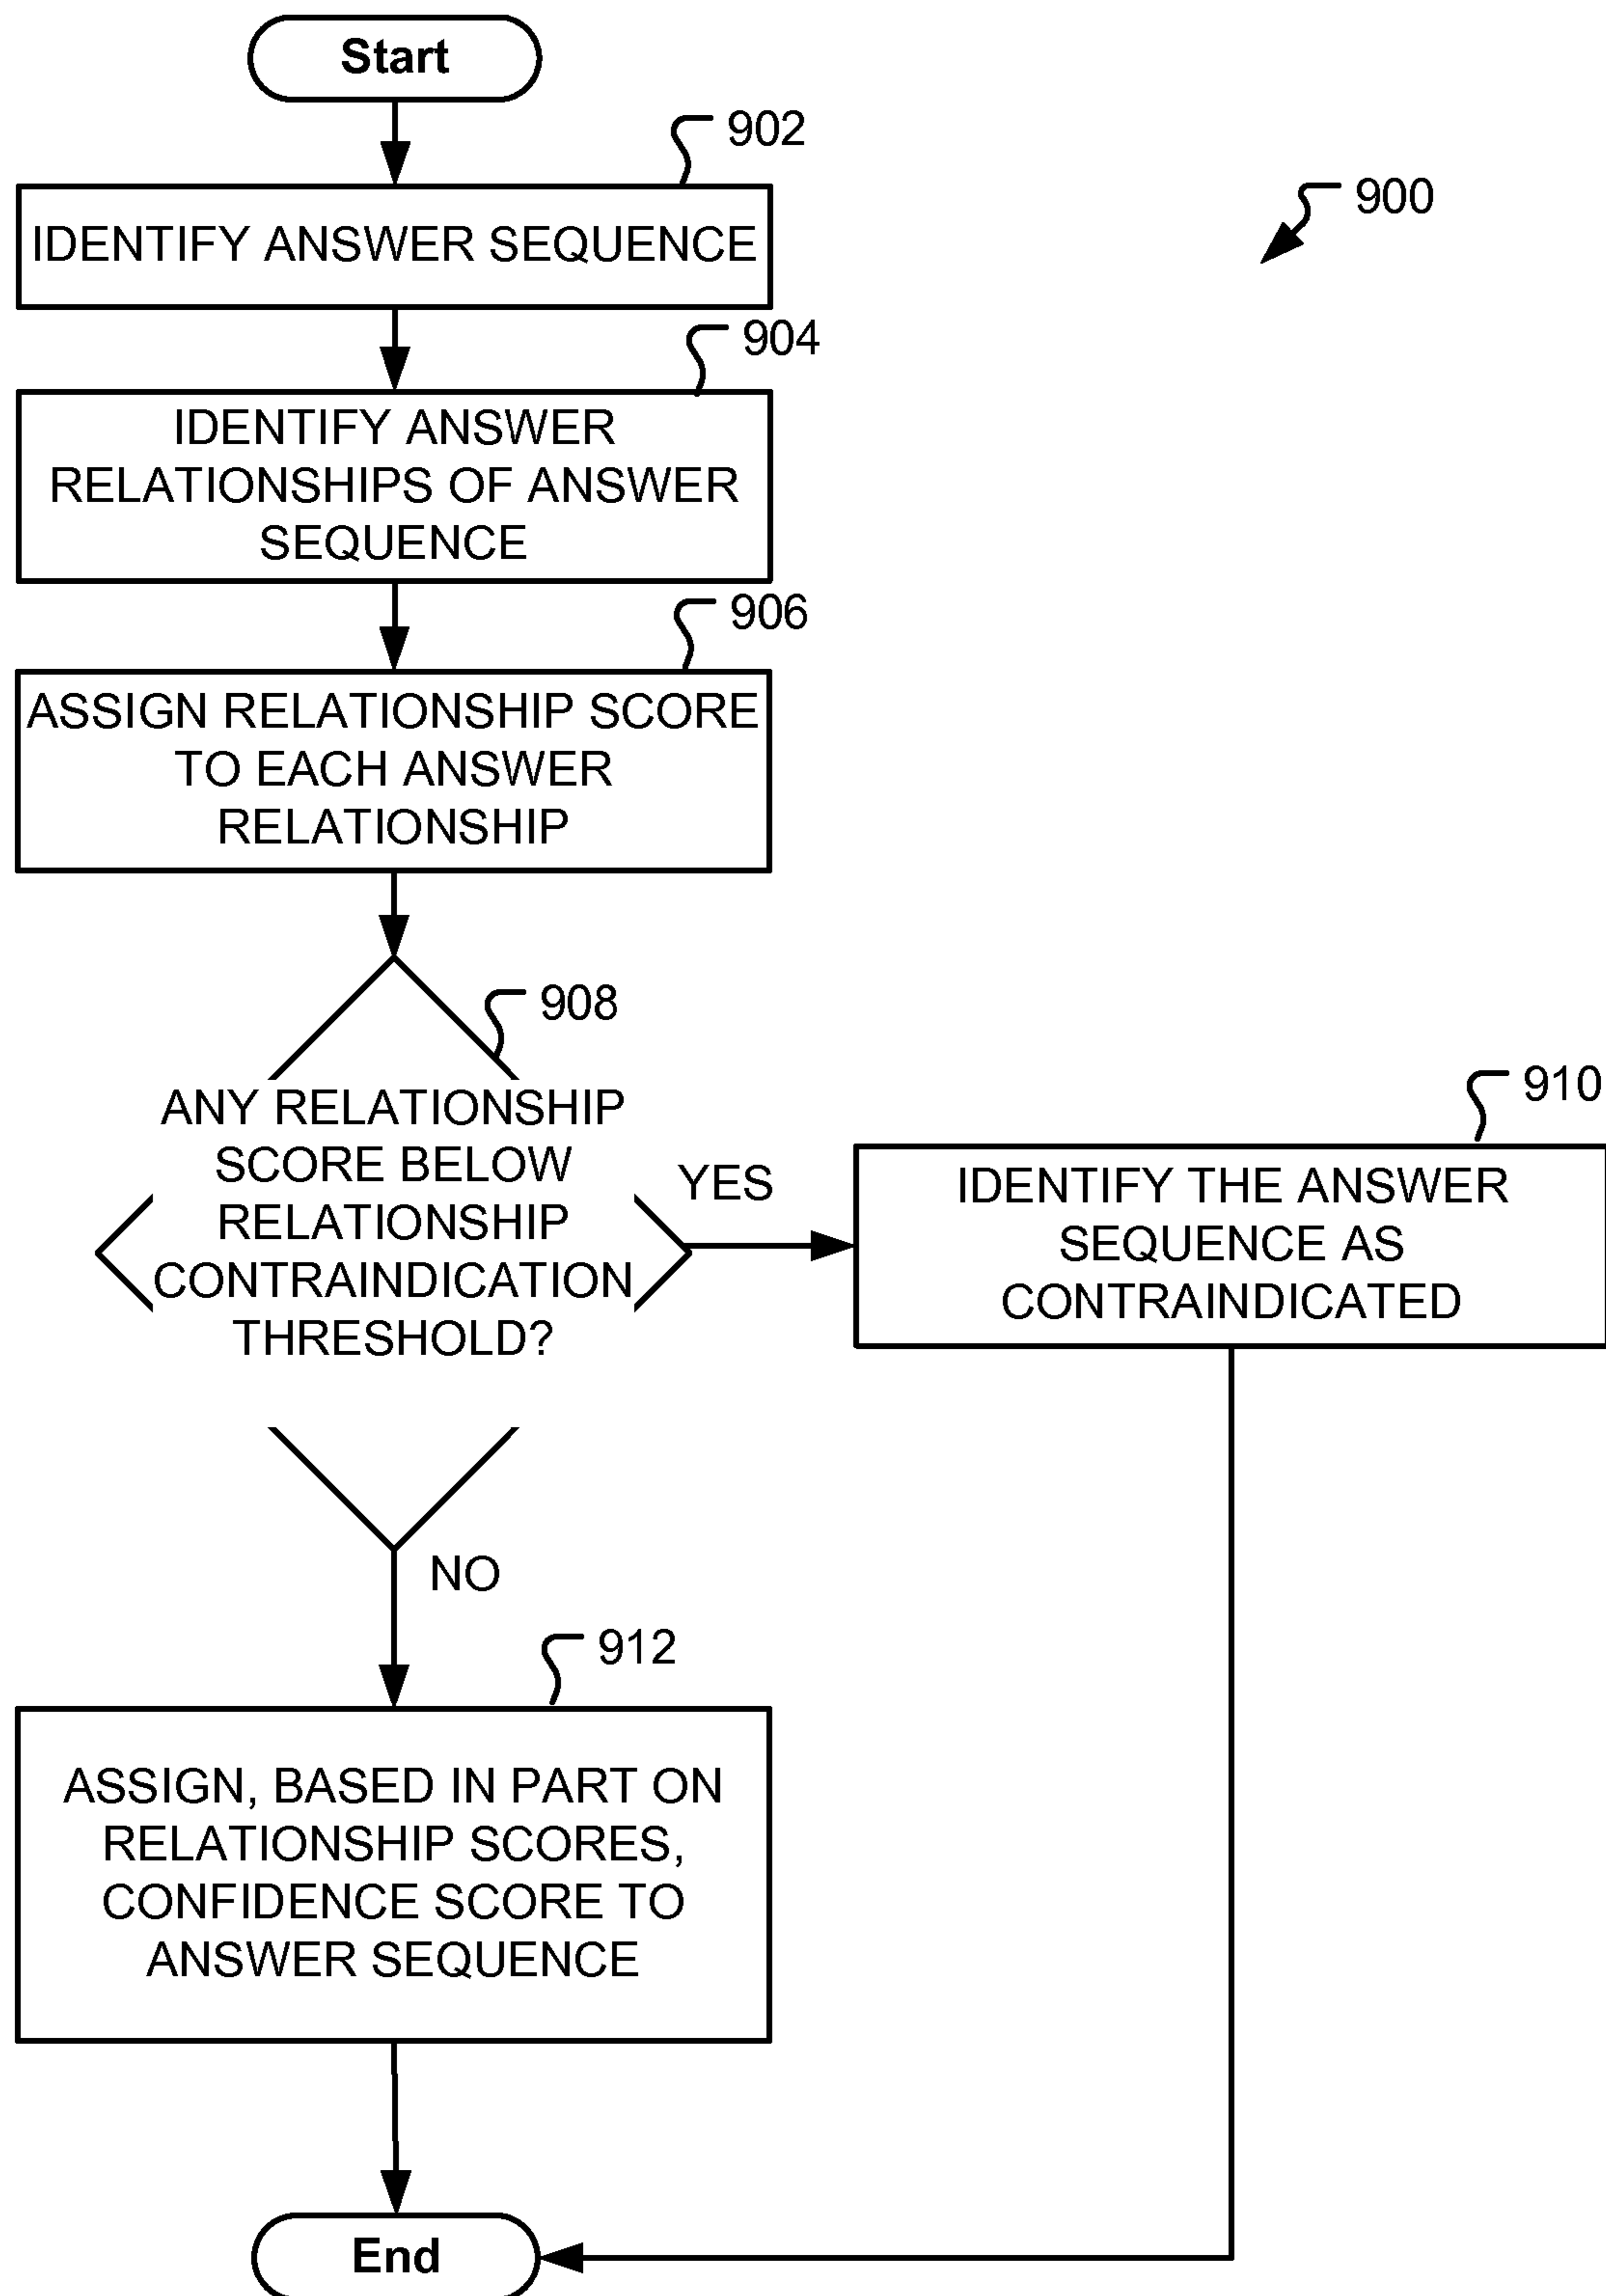 Start
902
900
IDENTIFY ANSWER SEQUENCE
904
IDENTIFY ANSWER
RELATIONSHIPS OF ANSWER
SEQUENCE
906
ASSIGN RELATIONSHIP SCORE
TO EACH ANSWER
RELATIONSHIP
908
ANY RELATIONSHIP
SCORE BELOW
RELATIONSHIP
CONTRAINDICATION
THRESHOLD?
YES
910
IDENTIFY THE ANSWER
SEQUENCE AS
CONTRAINDICATED
NO
912
ASSIGN, BASED IN PART ON
RELATIONSHIP SCORES,
CONFIDENCE SCORE TO
ANSWER SEQUENCE
End